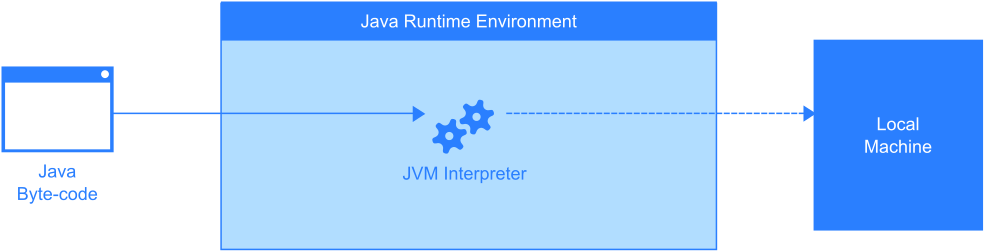 Java Runtime Environment
Java
Byte-code
JVM Interpreter
Local
Machine